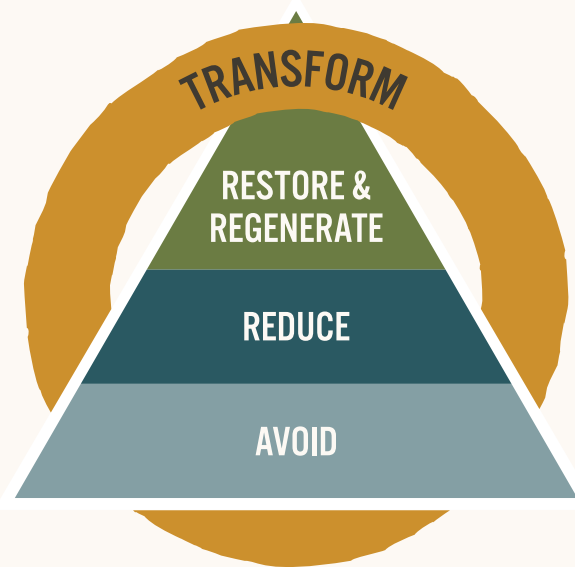 TRANSFORM
RESTORE &
REGENERATE
REDUCE
AVOID